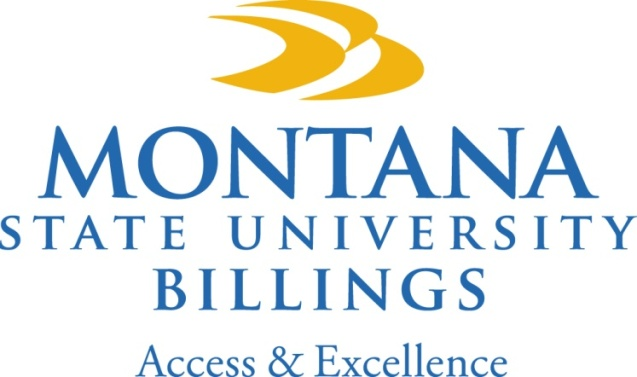 MONTANA
STATE UNIVERSITY
BILLINGS
Access & Excellence